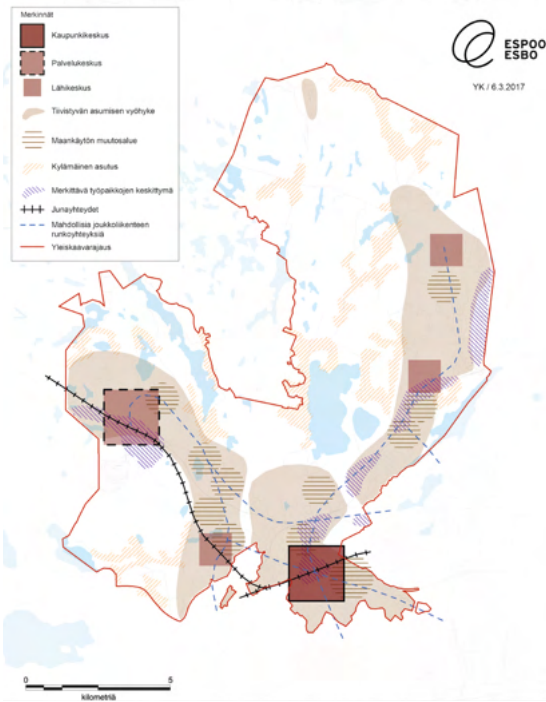 Merkinnät
Kaupunkikeskus
Palvelukeskus
Lähikeskus
Tiivistyvän asumisen vyöhyke
Maankäytön muutosalue
Kylämäinen asutus
Merkittävä työpaikkojen keskittymä
Junayhteydet
Mahdollisia joukkoliikenteen
runkoyhteyksiä
Yleiskaavarajaus
ESPOO
ESBO
YK / 6.3.2017
0
5
kilometriä